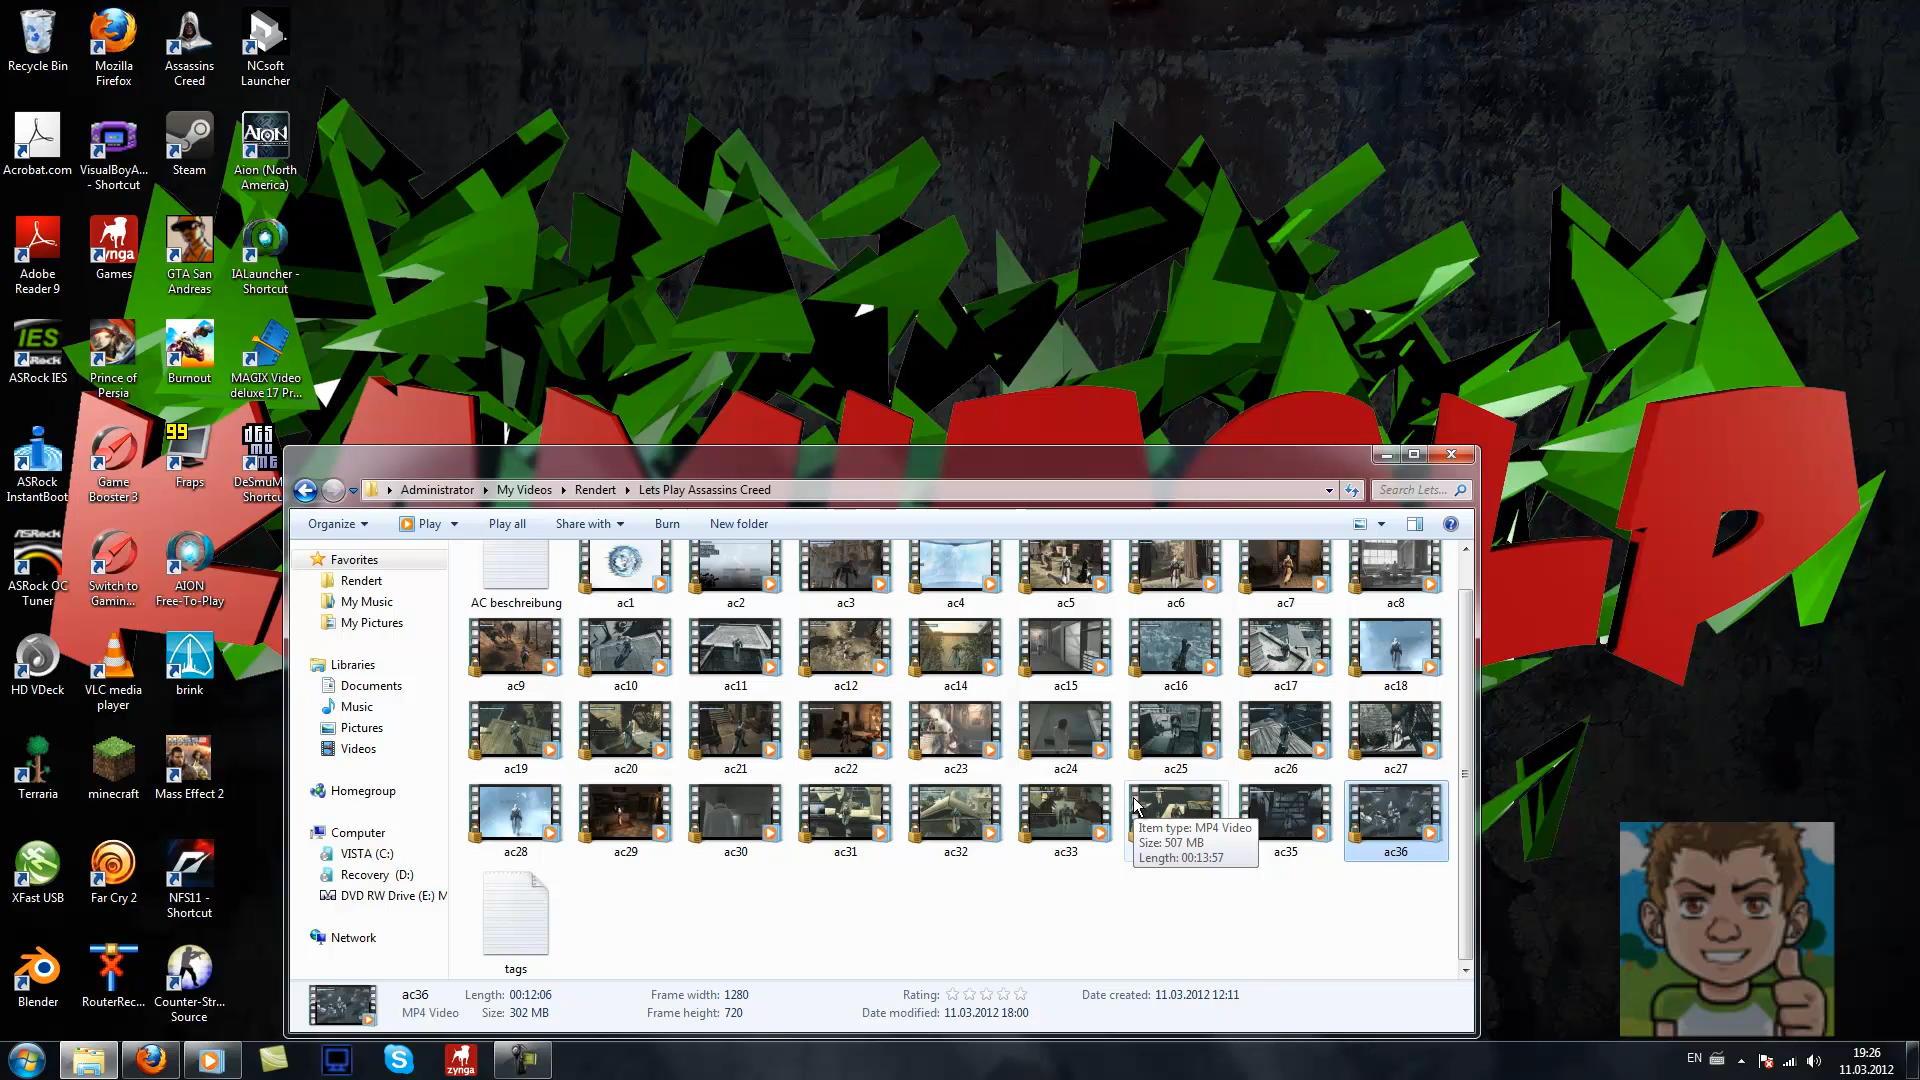 Recycle Bin
Mozilla
Firefox
Assassins
Creed
NCsoft
Launcher
Acrobat.com
VisualBoyA...
- Shortcut
Steam
AION
Aion (North
America)
Adobe
Reader 9
zynga
Games
GTA San
Andreas
IALauncher -
Shortcut
IES
ASRock IES
Prince of
Persia
Burnout
MAGIX Video
deluxe 17 Pr...
ASRock
InstantBoot
Game
Booster 3
99
Fraps
ASRock
ASRock OC
Tuner
Switch to
Gamin...
AION
Free-To-Play
HD VDeck
VLC media
player
brink
Terraria
minecraft
Mass Effect 2
XFast USB
Far Cry 2
NFS11 -
Shortcut
Blender
RouterRec...
Counter-Str...
Source
LP
Administrator
My Videos
Rendert
Lets Play Assassins Creed
Search Lets...
Organize
Play
Play all
Share with
Burn
New folder
Favorites
Rendert
My Music
My Pictures
Libraries
Documents
Music
Pictures
Videos
Homegroup
Computer
VISTA (C:)
Recovery (D:)
DVD RW Drive (E:) M
Network
AC beschreibung
ac1
ac2
ac3
ac4
ac5
ac6
ac7
ac8
ac9
ac10
ac11
ac12
ac14
ac15
ac16
ac17
ac18
ac19
ac20
ac21
ac22
ac23
ac24
ac25
ac26
ac27
ac28
ac29
ac30
ac31
ac32
ac33
ac35
ac36
Item type: MP4 Video
Size: 507 MB
Length: 00:13:57
tags
ac36
MP4 Video
Length: 00:12:06
Size: 302 MB
Frame width: 1280
Frame height: 720
Rating:
Date modified: 11.03.2012 18:00
Date created: 11.03.2012 12:11
zynga
EN
19:26
11.03.2012